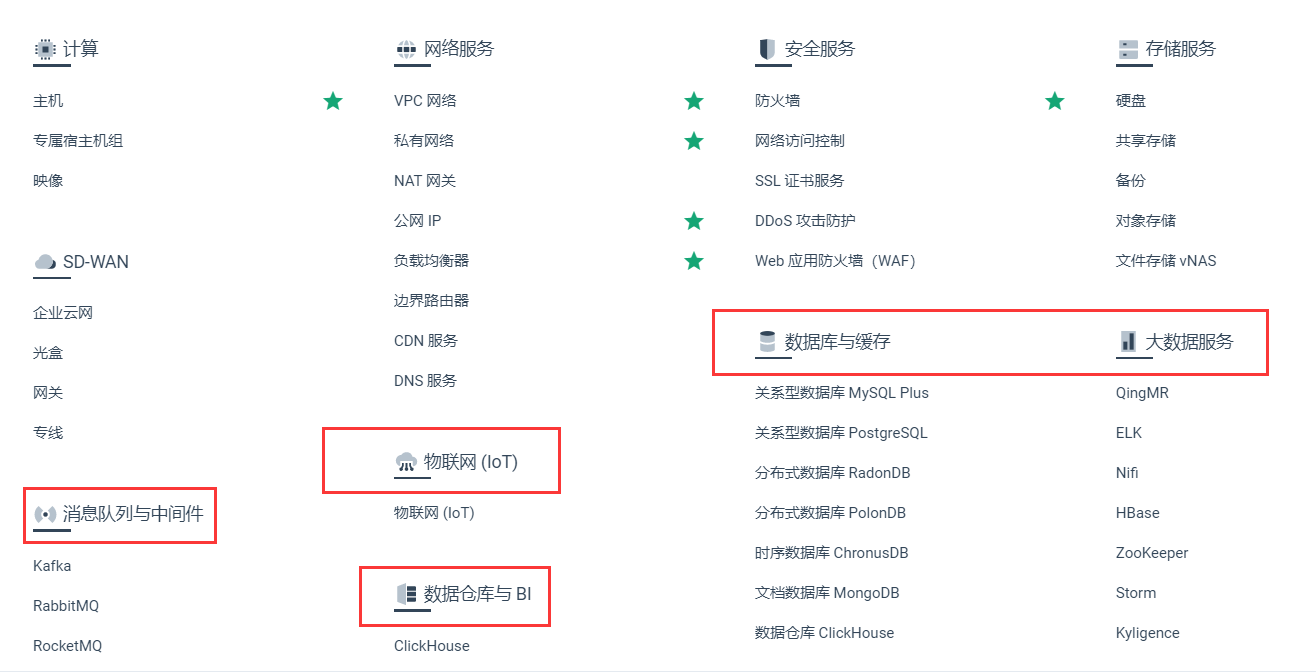 计算
主机
专属宿主机组
映像
SD-WAN
企业云网
光盒
网关
专线
消息队列与中间件
Kafka
RabbitMQ
RocketMQ
网络服务
VPC 网络
私有网络
NAT 网关
公网 IP
负载均衡器
边界路由器
CDN 服务
DNS 服务
物联网 (IoT)
物联网 (IoT)
数据仓库与 BI
ClickHouse
安全服务
防火墙
网络访问控制
SSL 证书服务
DDoS 攻击防护
Web 应用防火墙（WAF）
数据库与缓存
关系型数据库 MySQL Plus
关系型数据库 PostgreSQL
分布式数据库 RadonDB
分布式数据库 PolonDB
时序数据库 ChronusDB
文档数据库 MongoDB
数据仓库 ClickHouse
存储服务
硬盘
共享存储
备份
对象存储
文件存储 vNAS
大数据服务
QingMR
ELK
Nifi
HBase
ZooKeeper
Storm
Kyligence